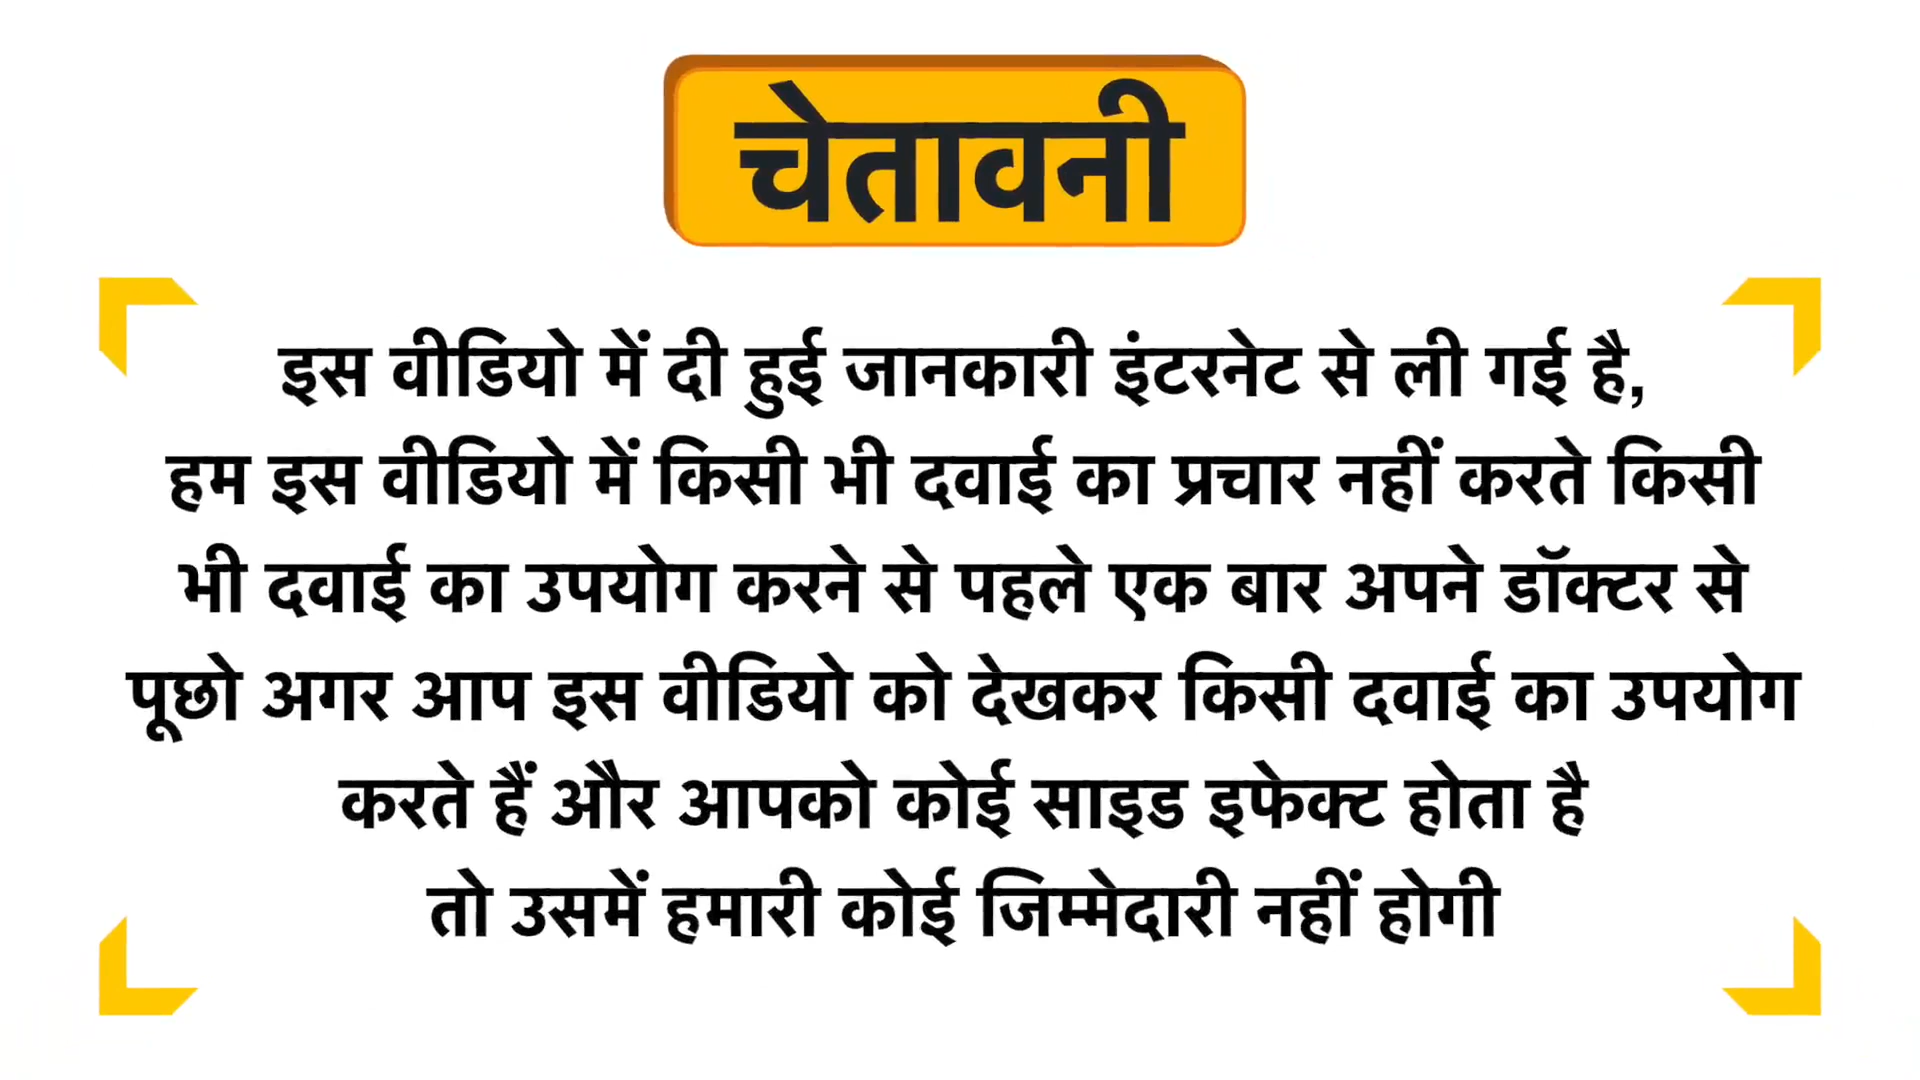 चेतावनी
इस वीडियो में दी हुई जानकारी इंटरनेट से ली गई है,
हम इस वीडियो में किसी भी दवाई का प्रचार नहीं करते किसी
भी दवाई का उपयोग करने से पहले एक बार अपने डॉक्टर से
पूछो अगर आप इस वीडियो को देखकर किसी दवाई का उपयोग
करते हैं और आपको कोई साइड इफेक्ट होता है
तो उसमें हमारी कोई जिम्मेदारी नहीं होगी